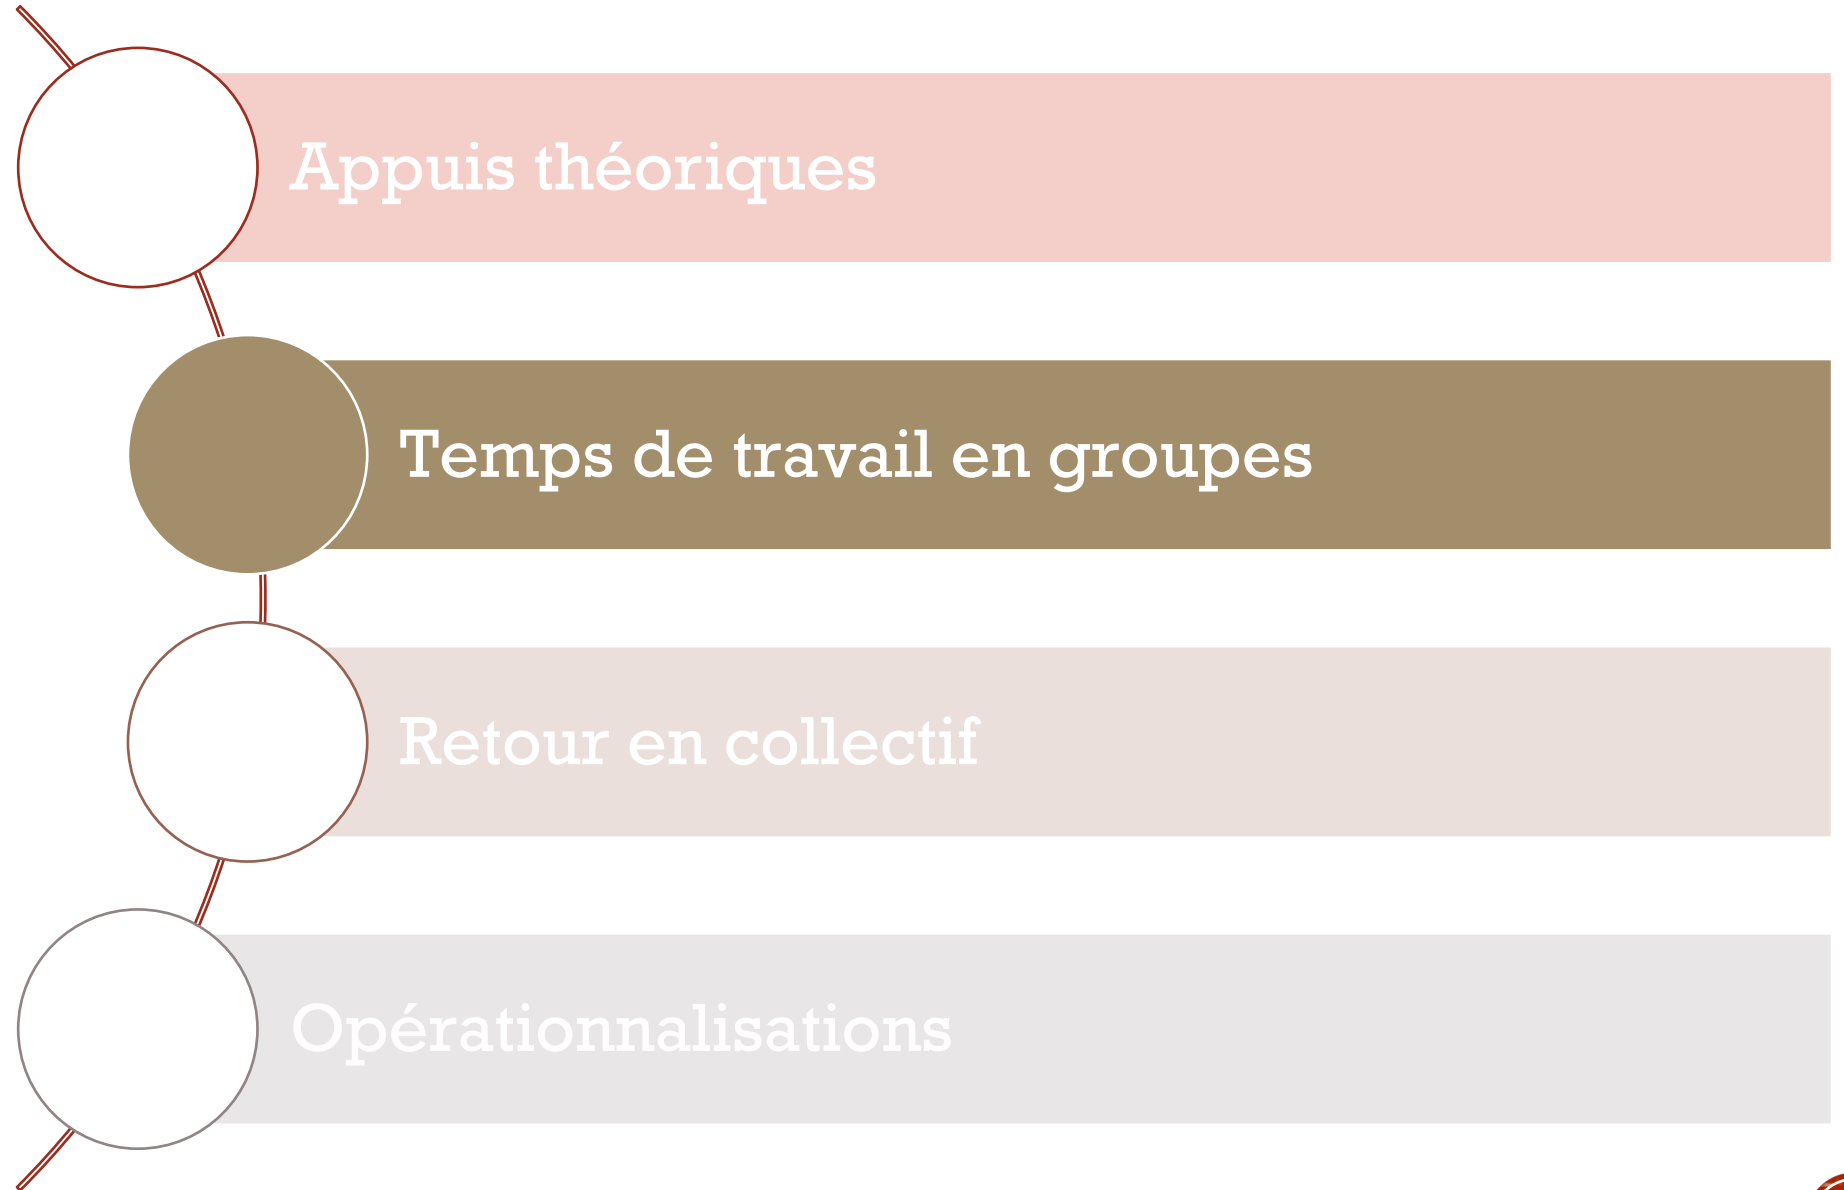 Appuis théoriques
Temps de travail en groupes
Retour en collectif
Opérationnalisations